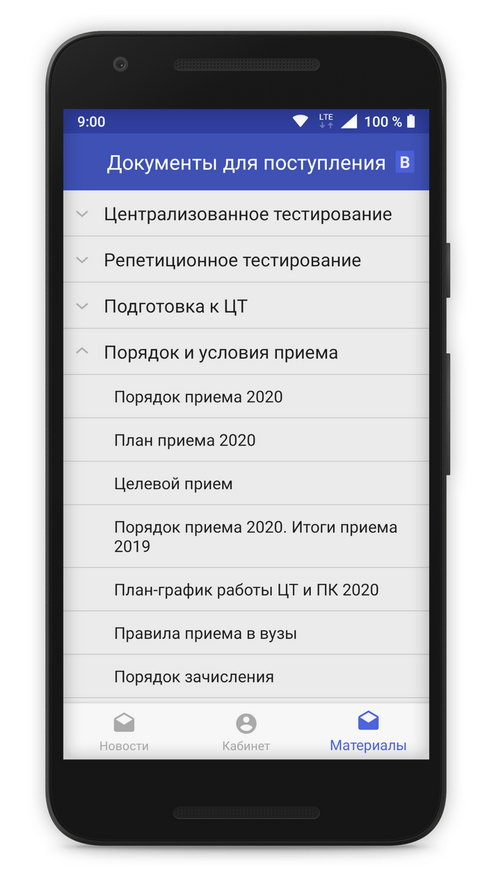 9:00 LTE 100 %
Документы для поступления В
Централизованное тестирование
Репетиционное тестирование
Подготовка к ЦТ
Порядок и условия приема
Порядок приема 2020
План приема 2020
Целевой прием
Порядок приема 2020. Итоги приема
2019
План-график работы ЦТ и ПК 2020
Правила приема в вузы
Порядок зачисления
Новости Кабинет Материалы